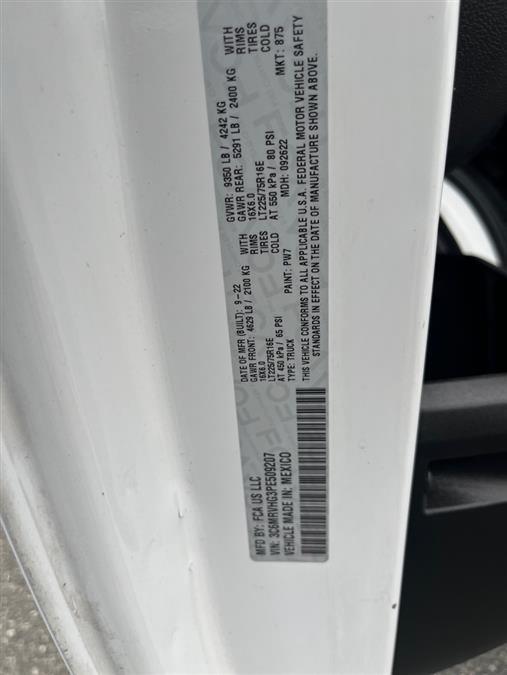 MFD BY: FCA US LLC
DATE OF MFR (BUILT): 9-22
GVWR: 9350 LB / 4242 KG
GAWR FRONT: 4629 LB / 2100 KG WITH
GAWR REAR: 5291 LB / 2400 KG WITH
16X6.0 RIMS
16X6.0 RIMS
LT225/75R16E TIRES
LT225/75R16E TIRES
AT 450 kPa / 65 PSI COLD
AT 550 kPa / 80 PSI COLD
TYPE: TRUCK
PAINT: PW7
MDH: 092622
MKT: 875
THIS VEHICLE CONFORMS TO ALL APPLICABLE U.S.A. FEDERAL MOTOR VEHICLE SAFETY
STANDARDS IN EFFECT ON THE DATE OF MANUFACTURE SHOWN ABOVE.
VIN: 3C6MRVHG3PE509207
VEHICLE MADE IN: MEXICO